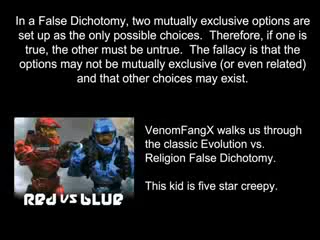 In a False Dichotomy, two mutually exclusive options are
set up as the only possible choices.  Therefore, if one is
true, the other must be untrue.  The fallacy is that the
options may not be mutually exclusive (or even related)
and that other choices may exist.
VenomFangX walks us through
the classic Evolution vs.
Religion False Dichotomy.
This kid is five star creepy.
RED vs BLUE